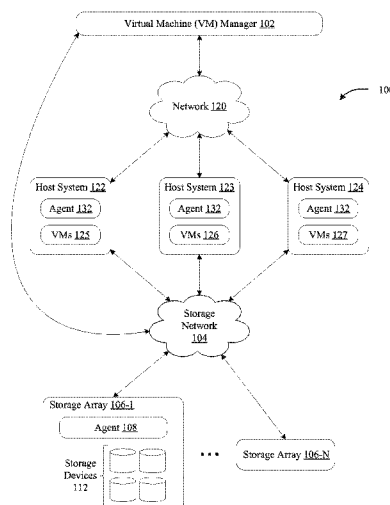 Virtual Machine (VM) Manager 102
Network 120
Host System 122
Agent 132
VMs 125
Host System 123
Agent 132
VMs 126
Host System 124
Agent 132
VMs 127
Storage
Network
104
Storage Array 106-1
Agent 108
Storage
Devices
112
Storage Array 106-N